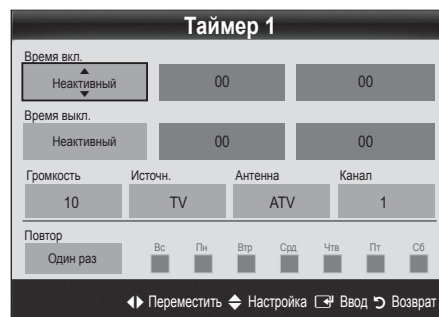 Таймер 1
Время вкл.
Неактивный 00 00
Время выкл.
Неактивный 00 00
Громкость Источн. Антенна Канал
10 TV ATV 1
Повтор
Вс Пн Втр Срд Чтв Пт Сб
Один раз
Переместить Настройка Ввод Возврат